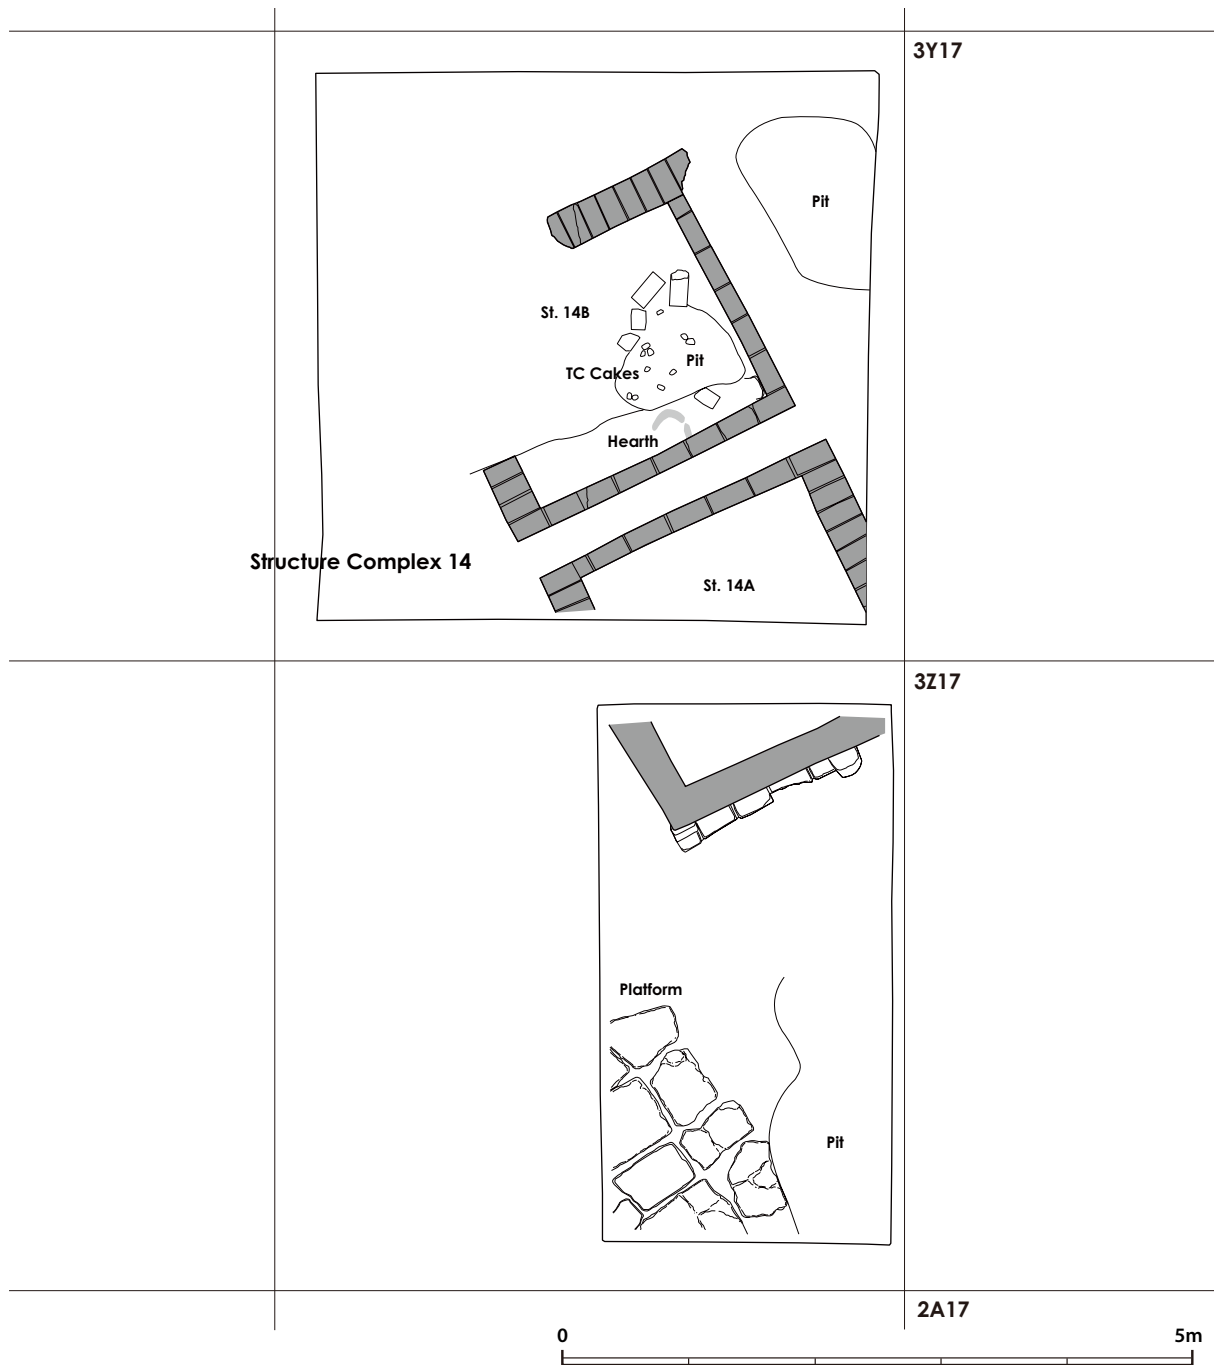 3Y17
Pit
St. 14B
Pit
TC Cakes
Hearth
Structure Complex 14
St. 14A
3Z17
Platform
Pit
2A17
0 5m